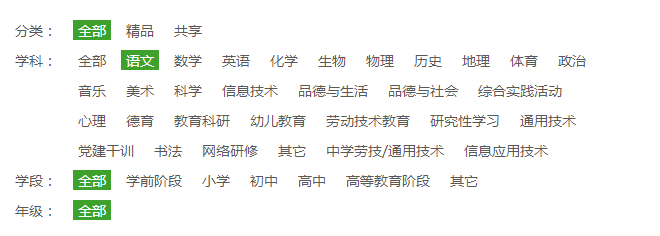 分类： 全部 精品 共享
学科： 全部 语文 数学 英语 化学 生物 物理 历史 地理 体育 政治
音乐 美术 科学 信息技术 品德与生活 品德与社会 综合实践活动
心理 德育 教育科研 幼儿教育 劳动技术教育 研究性学习 通用技术
党建干训 书法 网络研修 其它 中学劳技/通用技术 信息应用技术
学段： 全部 学前阶段 小学 初中 高中 高等教育阶段 其它
年级： 全部